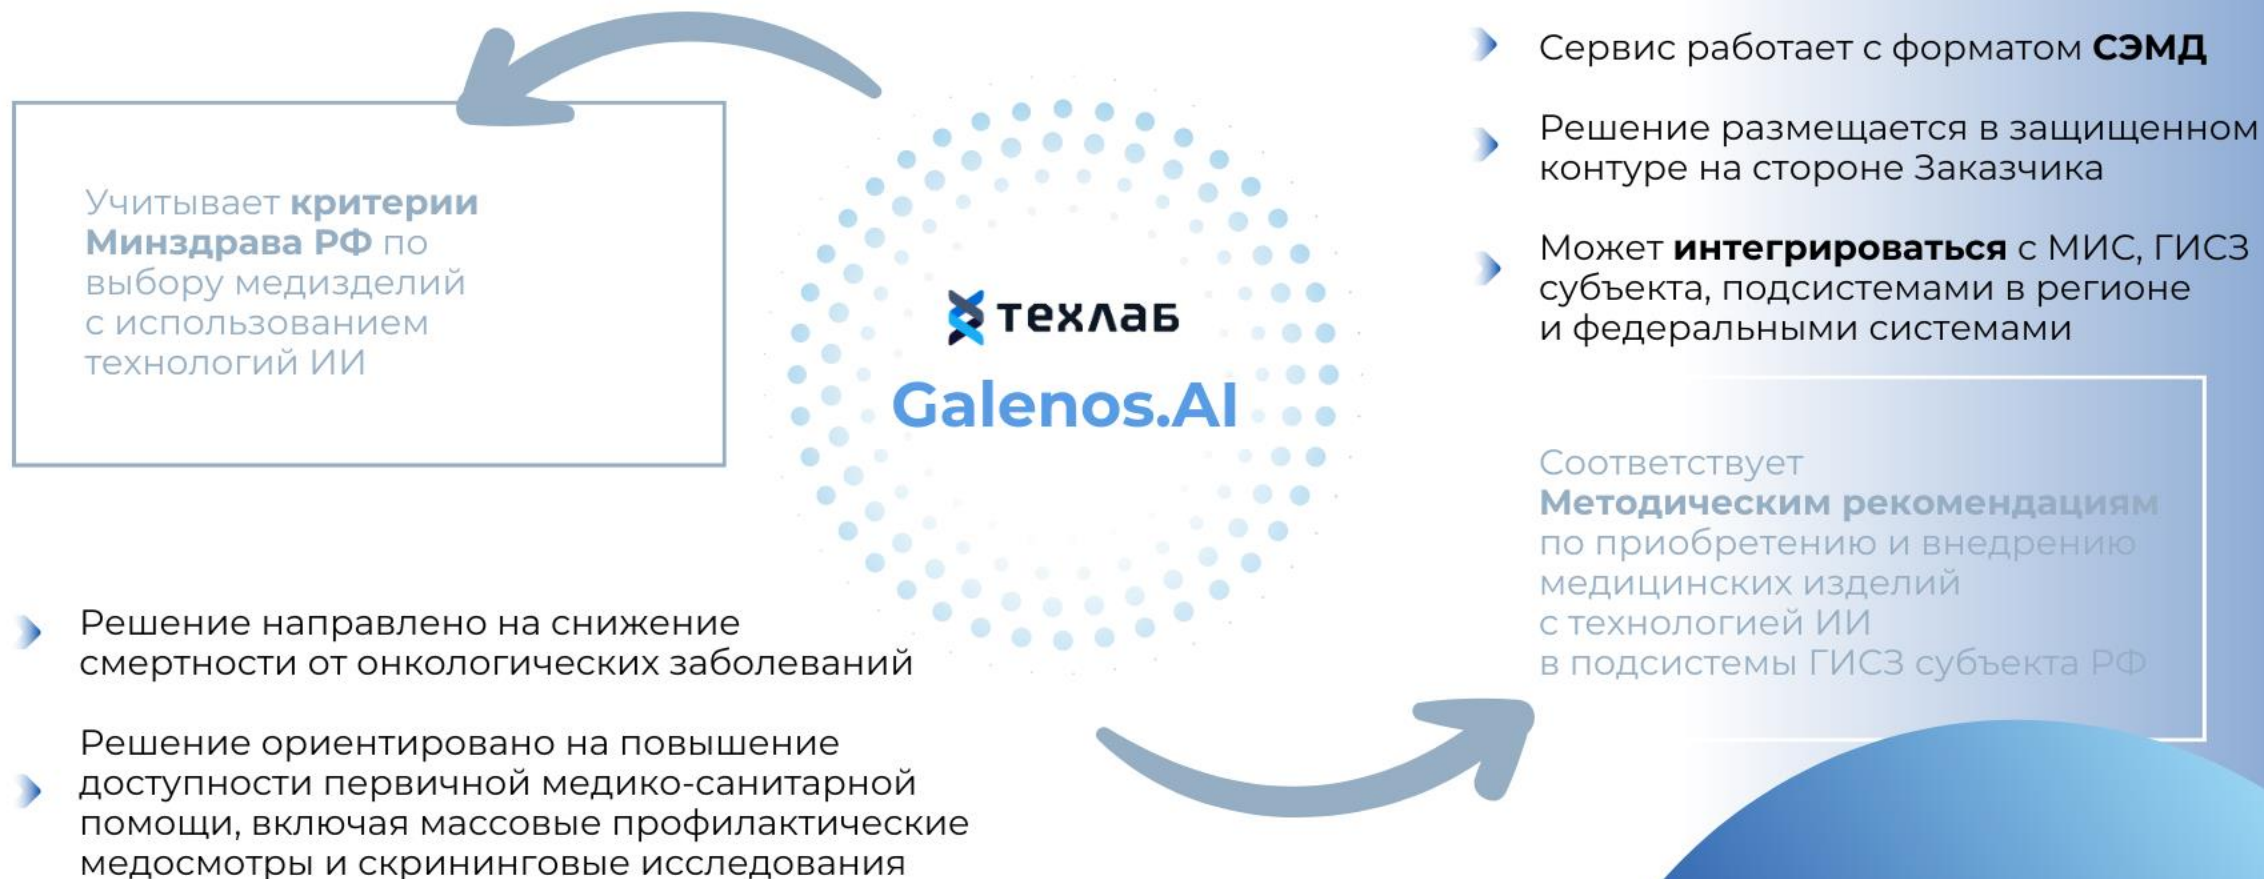 Учитывает критерии
Минздрава РФ по
выбору медизделий
с использованием
технологий ИИ
Решение направлено на снижение
смертности от онкологических заболеваний
Решение ориентировано на повышение
доступности первичной медико-санитарной
помощи, включая массовые профилактические
медосмотры и скрининговые исследования
техлаб
Galenos.AI
Сервис работает с форматом СЭМД
Решение размещается в защищенном
контуре на стороне Заказчика
Может интегрироваться с МИС, ГИСЗ
субъекта, подсистемами в регионе
и федеральными системами
Соответствует
Методическим рекомендациям
по приобретению и внедрению
медицинских изделий
с технологией ИИ
в подсистемы ГИСЗ субъекта РФ